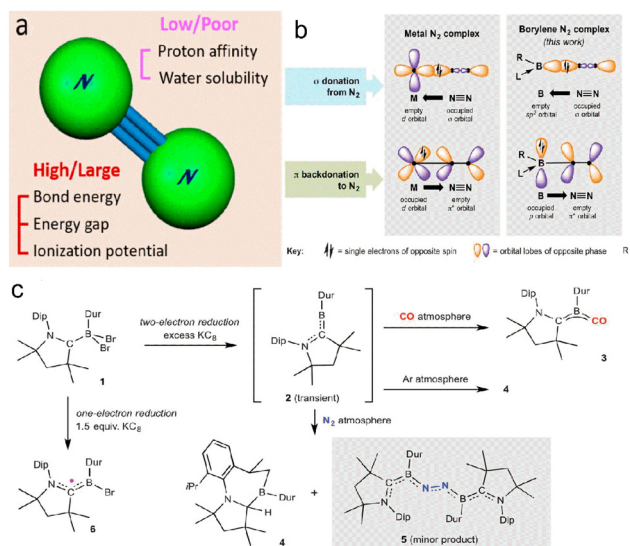 a
Low/Poor
Proton affinity
Water solubility
N
N
High/Large
Bond energy
Energy gap
Ionization potential
b
Metal N2 complex
Borylene N2 complex
(this work)
σ donation
from N2
R
L
B
M
N≡N
B
N≡N
empty
d orbital
occupied
σ orbital
empty
sp2 orbital
occupied
σ orbital
π backdonation
to N2
R
L
B
M
N≡N
B
N≡N
occupied
d orbital
empty
π* orbital
occupied
p orbital
empty
π* orbital
Key:
= single electrons of opposite spin
= orbital lobes of opposite phase
R
c
Dip
Dur
N
C
B
Br
Br
1
two-electron reduction
excess KC8
Dur
B
Dip
N
C
2 (transient)
CO atmosphere
Ar atmosphere
4
Dip
Dur
N
C
B
CO
3
N2 atmosphere
one-electron reduction
1.5 equiv. KC8
Dip
Dur
N
C
B
Br
6
iPr
N
B
Dur
H
4
+
Dur
B
N
N
C
N
Dip
B
Dur
C
N
Dip
5 (minor product)